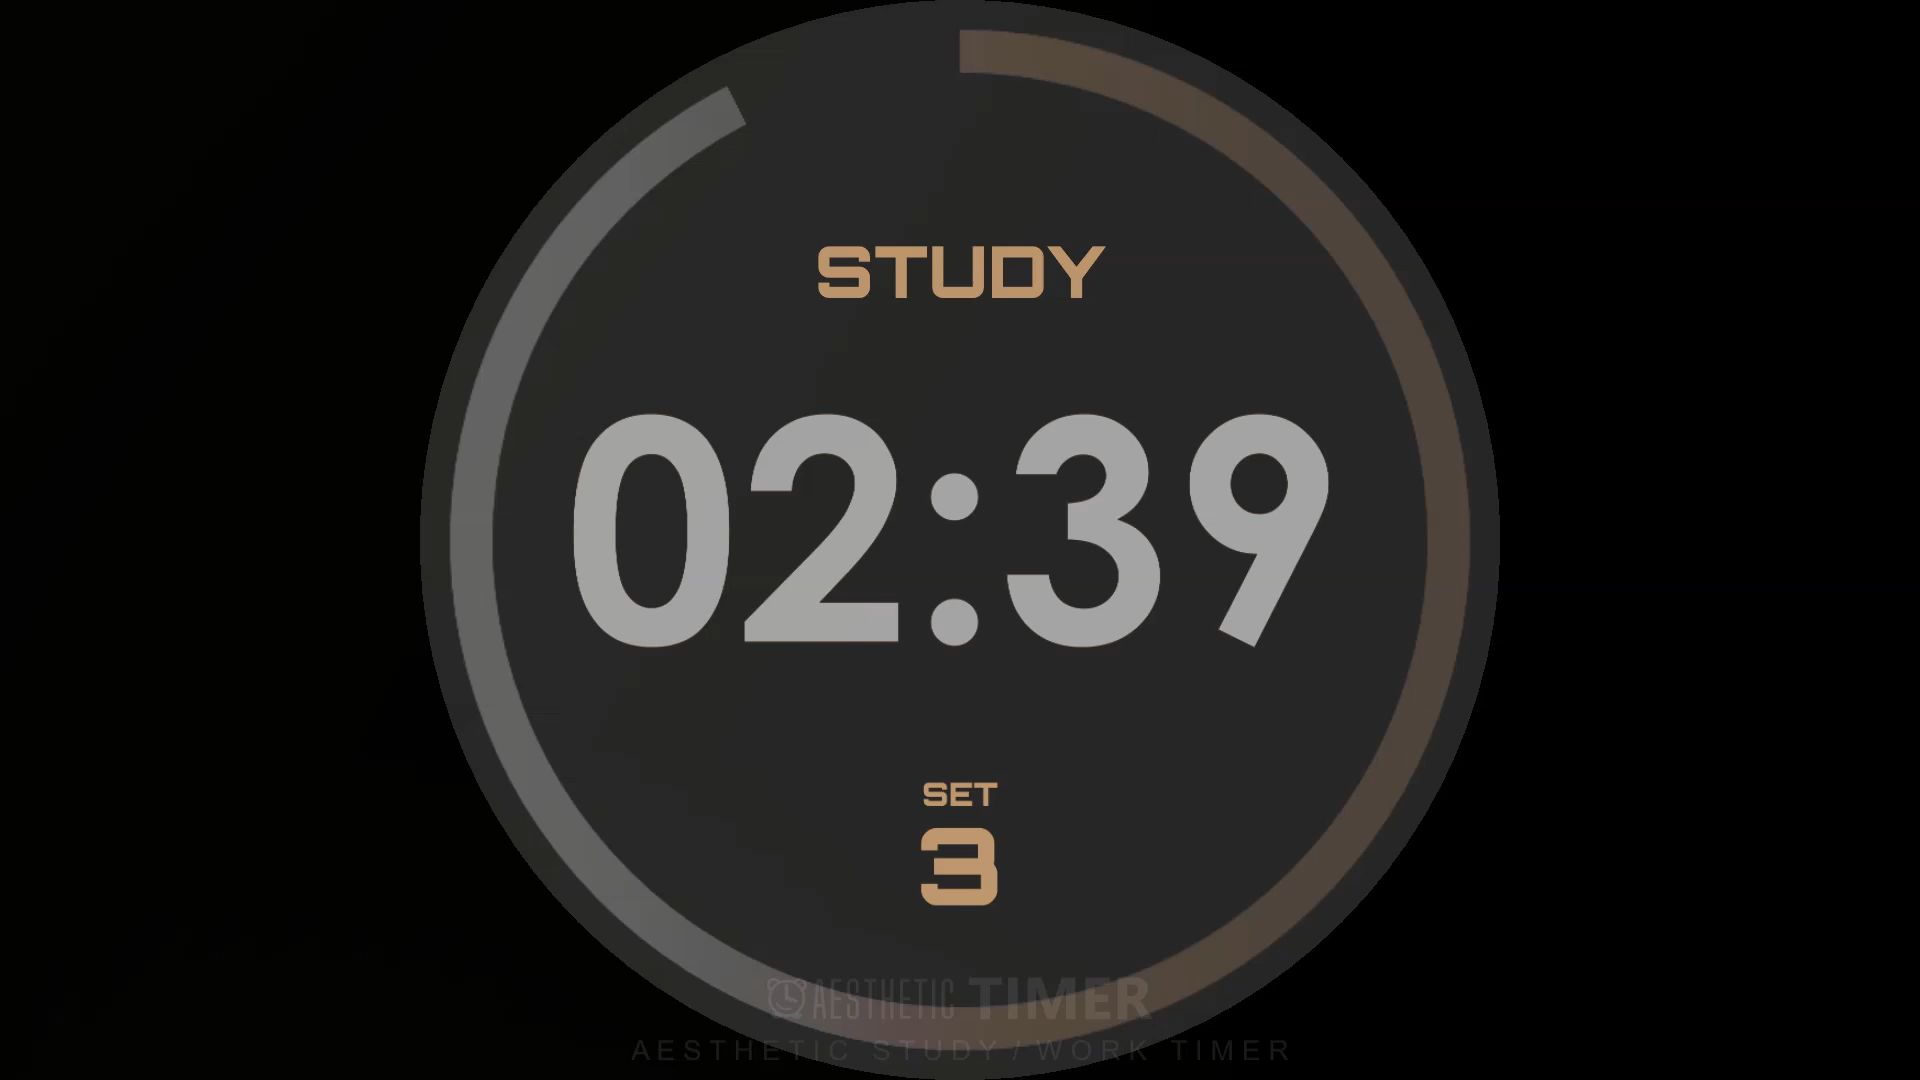 STUDY
02:39
SET
3
AESTHETIC TIMER
AESTHETIC STUDY / WORK TIMER